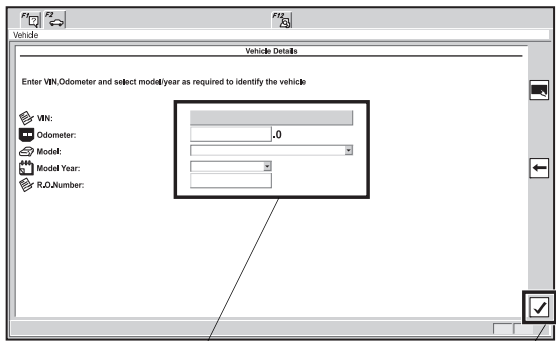 F1 F2 F12
Vehicle
Vehicle Details
Enter VIN,Odometer and select model/year as required to identify the vehicle
VIN:
Odometer: .0
Model:
Model Year:
R.O.Number: